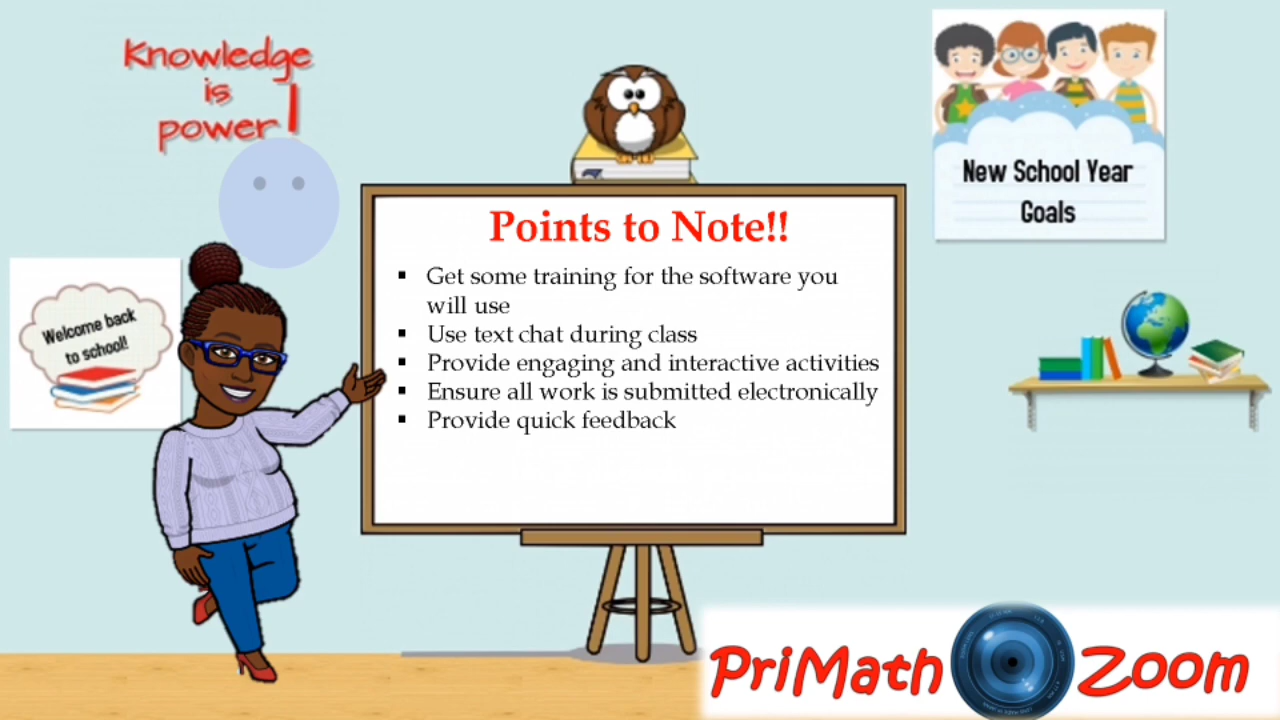 Knowledge
is
power!
New School Year
Goals
Welcome back
to school!
Points to Note!!
▪ Get some training for the software you
will use
▪ Use text chat during class
▪ Provide engaging and interactive activities
▪ Ensure all work is submitted electronically
▪ Provide quick feedback
PriMath Zoom